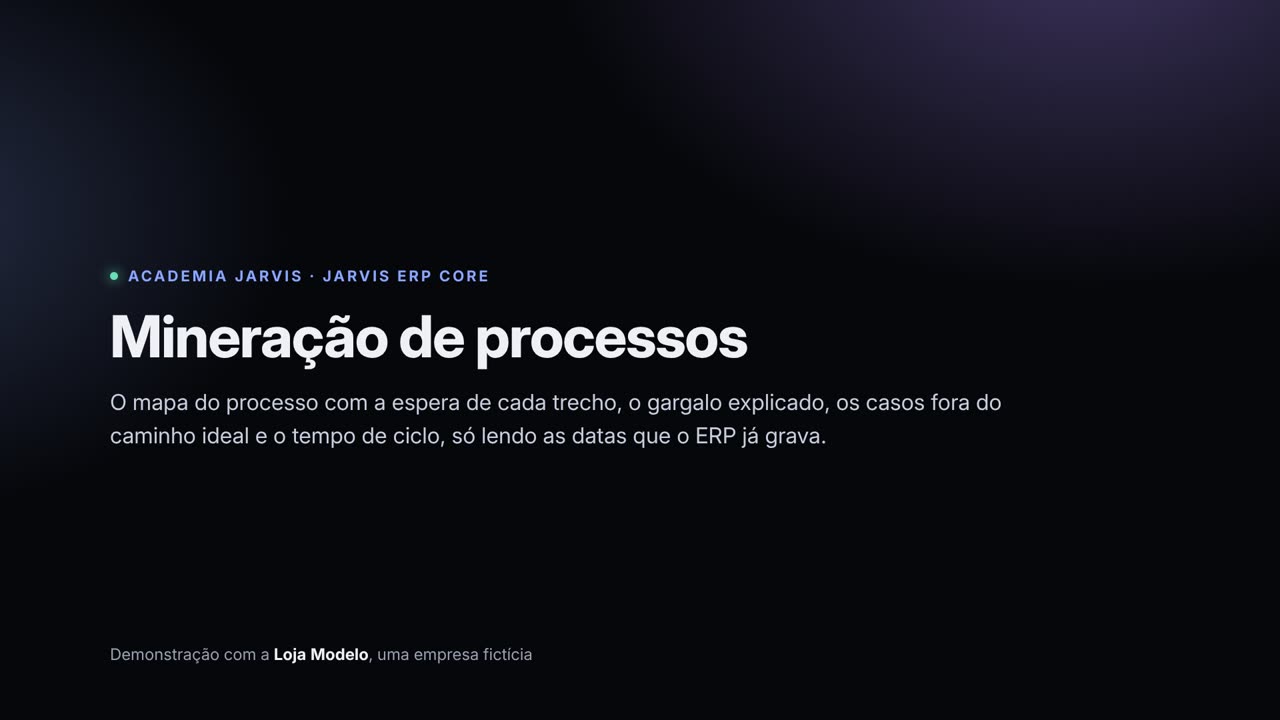 ACADEMIA JARVIS · JARVIS ERP CORE
Mineração de processos
O mapa do processo com a espera de cada trecho, o gargalo explicado, os casos fora do
caminho ideal e o tempo de ciclo, só lendo as datas que o ERP já grava.
Demonstração com a Loja Modelo, uma empresa fictícia